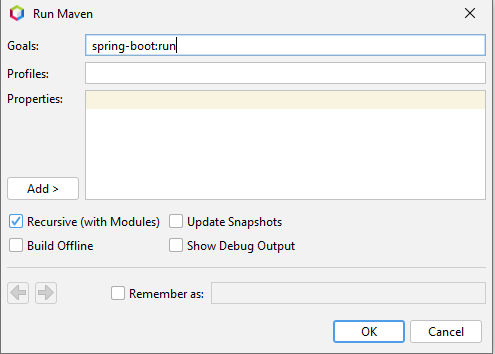 Run Maven
Goals: spring-boot:run
Profiles:
Properties:
Add >
Recursive (with Modules) Update Snapshots
Build Offline Show Debug Output
Remember as:
OK Cancel